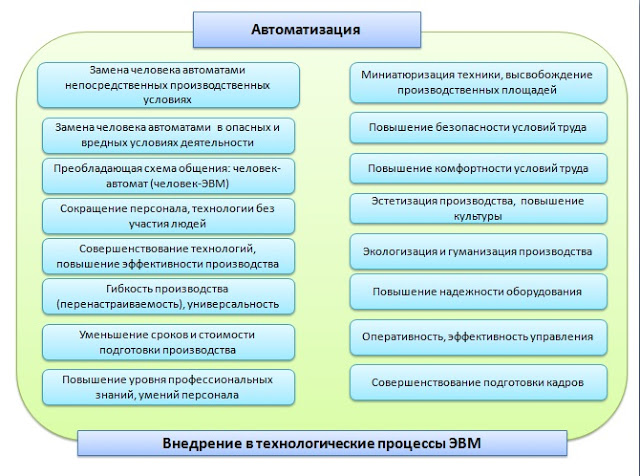 Автоматизация
Замена человека автоматами
непосредственных производственных
условиях
Замена человека автоматами в опасных и
вредных условиях деятельности
Преобладающая схема общения: человек-
автомат (человек-ЭВМ)
Сокращение персонала, технологии без
участия людей
Совершенствование технологий,
повышение эффективности производства
Гибкость производства
(перенастраиваемость), универсальность
Уменьшение сроков и стоимости
подготовки производства
Повышение уровня профессиональных
знаний, умений персонала
Миниатюризация техники, высвобождение
производственных площадей
Повышение безопасности условий труда
Повышение комфортности условий труда
Эстетизация производства, повышение
культуры
Экологизация и гуманизация производства
Повышение надежности оборудования
Оперативность, эффективность управления
Совершенствование подготовки кадров
Внедрение в технологические процессы ЭВМ